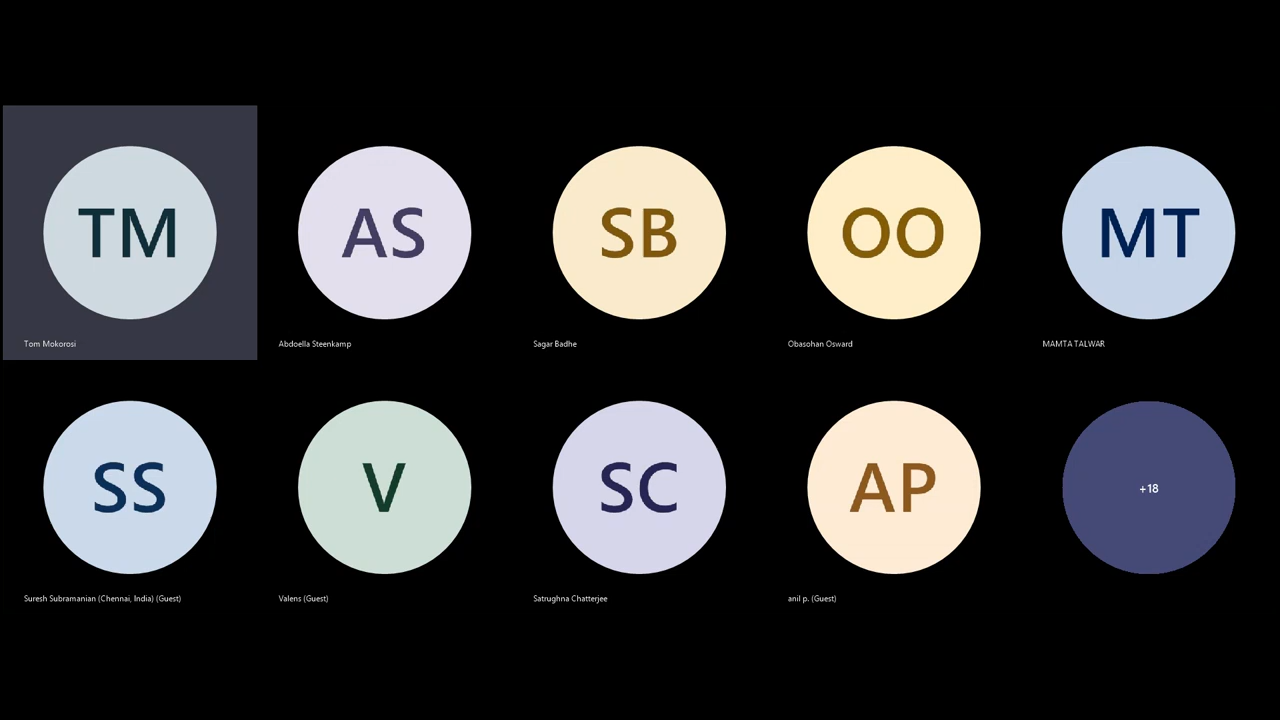 TM
AS
SB
OO
MT
Tom Mokorosi
Abdoella Steenkamp
Sagar Badhe
Obasohan Osward
MAMTA TALWAR
SS
V
SC
AP
+18
Suresh Subramanian (Chennai, India) (Guest)
Valens (Guest)
Satrughna Chatterjee
anil p. (Guest)